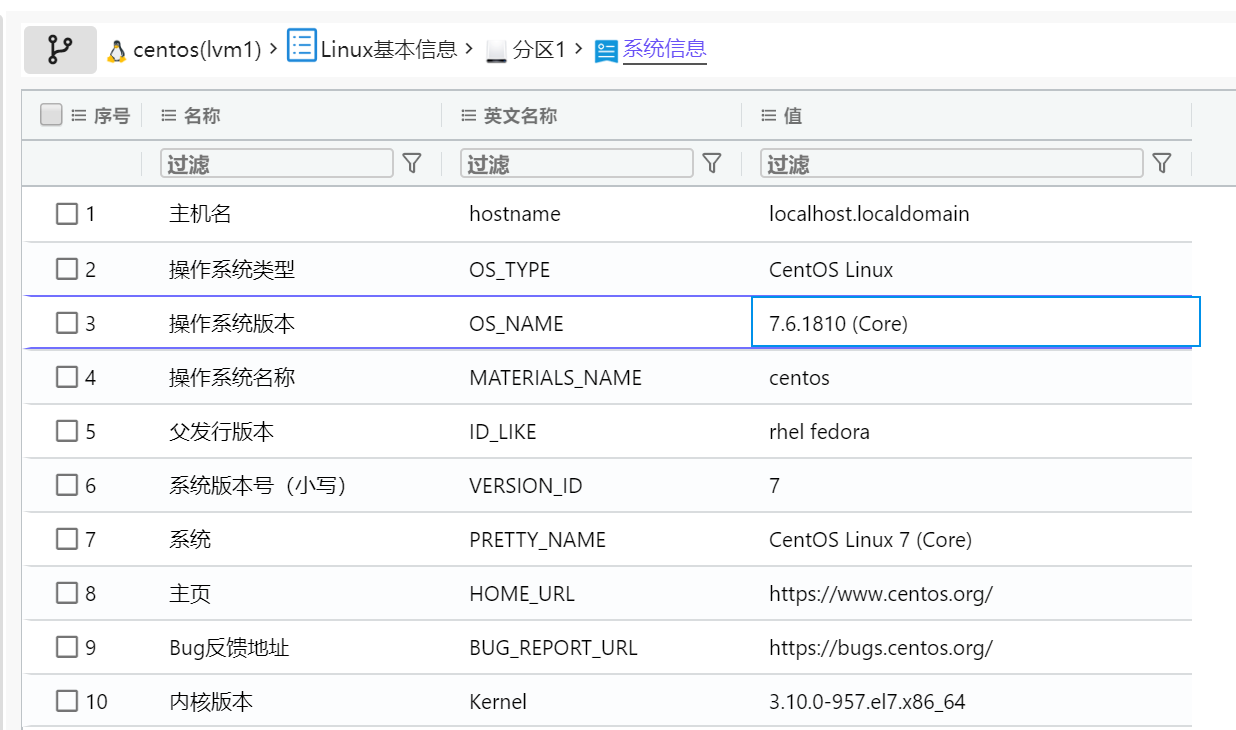 centos(lvm1) > Linux基本信息 > 分区1 > 系统信息
序号 名称 英文名称 值
过滤 过滤 过滤
1 主机名 hostname localhost.localdomain
2 操作系统类型 OS_TYPE CentOS Linux
3 操作系统版本 OS_NAME 7.6.1810 (Core)
4 操作系统名称 MATERIALS_NAME centos
5 父发行版本 ID_LIKE rhel fedora
6 系统版本号（小写） VERSION_ID 7
7 系统 PRETTY_NAME CentOS Linux 7 (Core)
8 主页 HOME_URL https://www.centos.org/
9 Bug反馈地址 BUG_REPORT_URL https://bugs.centos.org/
10 内核版本 Kernel 3.10.0-957.el7.x86_64